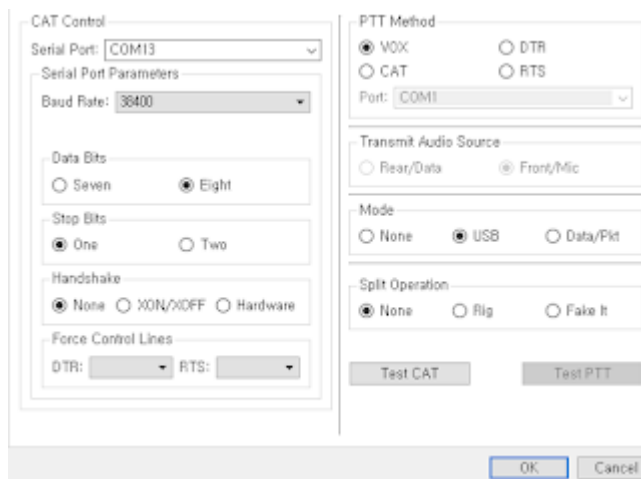 CAT Control
Serial Port: COM13
Serial Port Parameters
Baud Rate: 38400
Data Bits
Seven Eight
Stop Bits
One Two
Handshake
None XON/XOFF Hardware
Force Control Lines
DTR: RTS:
PTT Method
VOX DTR
CAT RTS
Port: COM1
Transmit Audio Source
Rear/Data Front/Mic
Mode
None USB Data/Pkt
Split Operation
None Rig Fake It
Test CAT Test PTT
OK Cancel